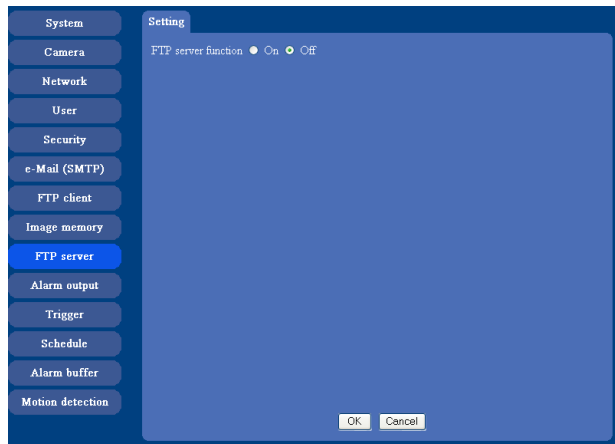 System
Camera
Network
User
Security
e-Mail (SMTP)
FTP client
Image memory
FTP server
Alarm output
Trigger
Schedule
Alarm buffer
Motion detection
Setting
FTP server function On Off
OK Cancel